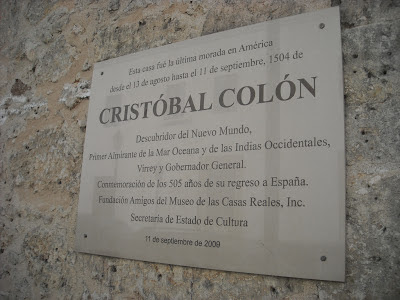 Esta casa fué la última morada en América
desde el 13 de agosto hasta el 11 de septiembre, 1504 de
CRISTÓBAL COLÓN
Descubridor del Nuevo Mundo,
Primer Almirante de la Mar Oceana y de las Indias Occidentales,
Virrey y Gobernador General.
Conmemoración de los 505 años de su regreso a España.
Fundación Amigos del Museo de las Casas Reales, Inc.
Secretaria de Estado de Cultura
11 de septiembre de 2009